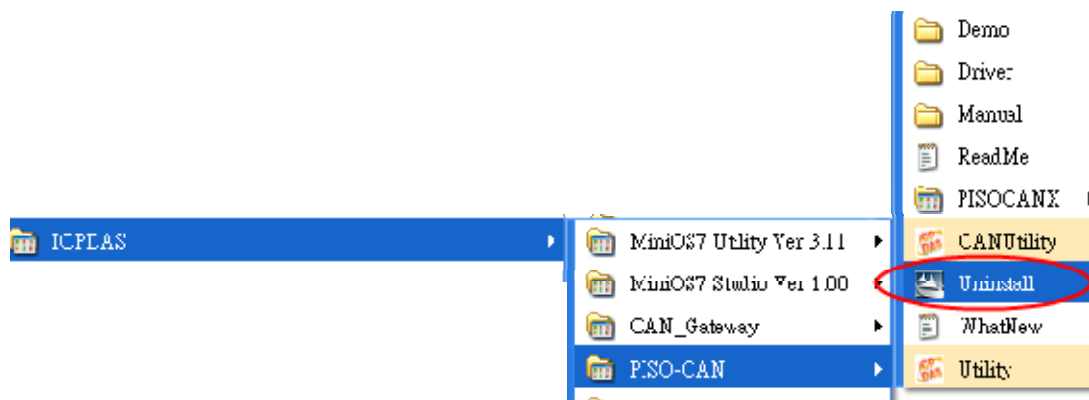 Demo
Driver
Manual
ReadMe
PISOCANX
ICPDAS
MiniOS7 Utility Ver 3.11
CANUtility
MiniOS7 Studio Ver 1.00
Uninstall
CAN_Gateway
WhatNew
PISO-CAN
Utility